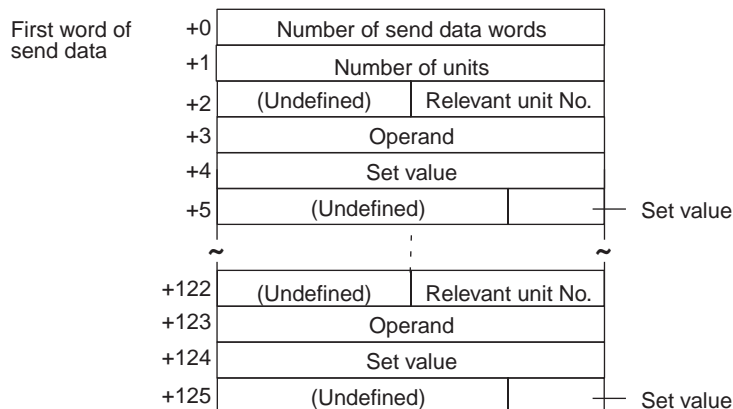 First word of
send data
+0 Number of send data words
+1 Number of units
+2 (Undefined) Relevant unit No.
+3 Operand
+4 Set value
+5 (Undefined) Set value
~ ~
+122 (Undefined) Relevant unit No.
+123 Operand
+124 Set value
+125 (Undefined) Set value